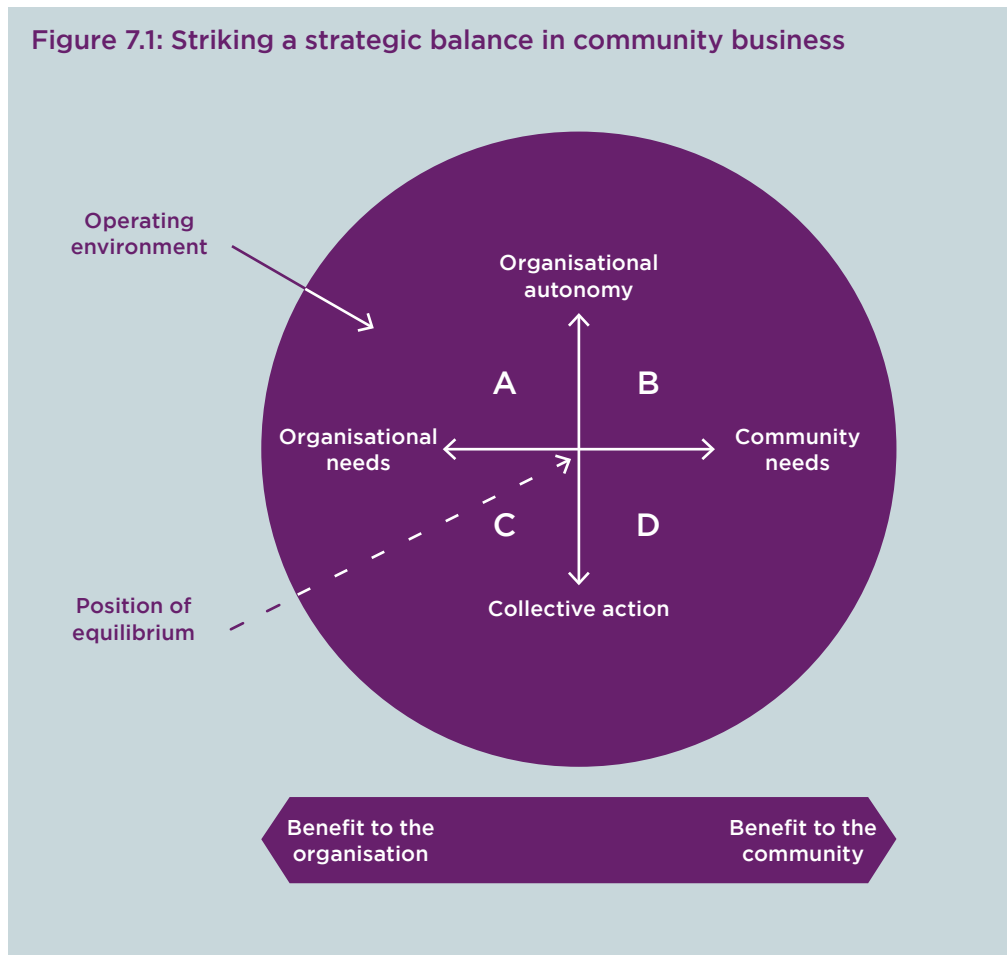 Figure 7.1: Striking a strategic balance in community business
Operating
environment
Organisational
autonomy
A
B
Organisational
needs
Community
needs
C
D
Position of
equilibrium
Collective action
Benefit to the
organisation
Benefit to the
community